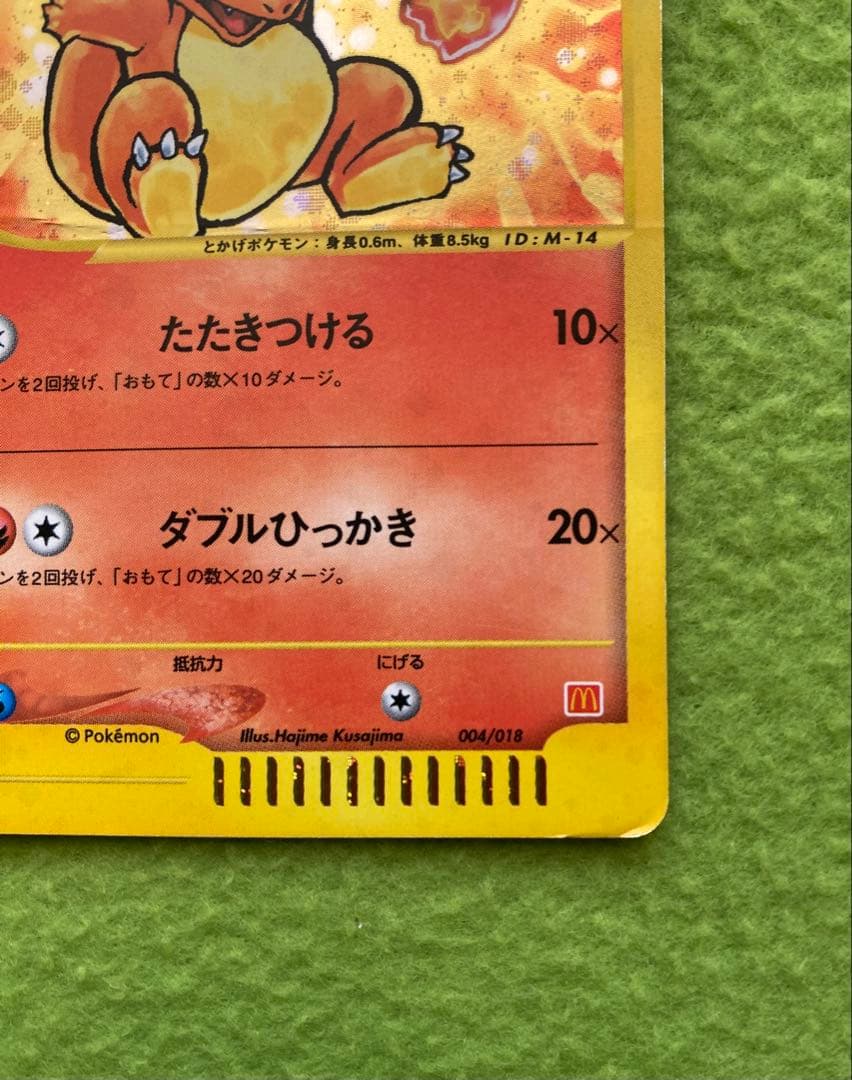 とかげポケモン：身長0.6m、体重8.5kg ID:M-14
たたきつける 10×
ンを2回投げ、「おもて」の数×10ダメージ。
ダブルひっかき 20×
ンを2回投げ、「おもて」の数×20ダメージ。
抵抗力 にげる
© Pokémon Illus.Hajime Kusajima 004/018